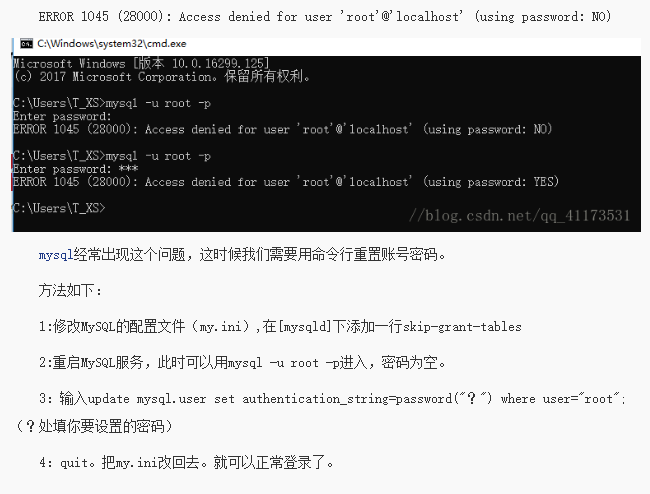 ERROR 1045 (28000): Access denied for user 'root'@'localhost' (using password: NO)
C:\Windows\system32\cmd.exe
Microsoft Windows [版本 10.0.16299.125]
(c) 2017 Microsoft Corporation。保留所有权利。
C:\Users\T_XS>mysql -u root -p
Enter password:
ERROR 1045 (28000): Access denied for user 'root'@'localhost' (using password: NO)
C:\Users\T_XS>mysql -u root -p
Enter password: ***
ERROR 1045 (28000): Access denied for user 'root'@'localhost' (using password: YES)
C:\Users\T_XS>
//blog.csdn.net/qq_41173531
mysql经常出现这个问题，这时候我们需要用命令行重置账号密码。
方法如下：
1:修改MySQL的配置文件（my.ini）,在[mysqld]下添加一行skip-grant-tables
2:重启MySQL服务，此时可以用mysql -u root -p进入，密码为空。
3：输入update mysql.user set authentication_string=password("？") where user="root";
（？处填你要设置的密码）
4：quit。把my.ini改回去。就可以正常登录了。